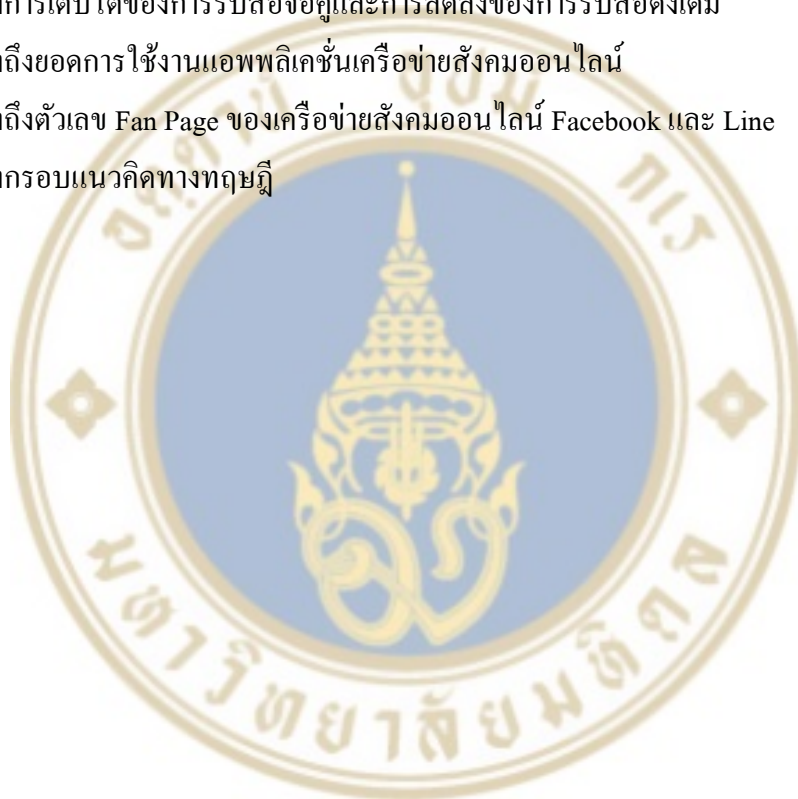 การเติบโตของการรับสื่อจอคู่และการลดลงของการรับสื่อดั้งเดิม
ถึงยอดการใช้งานแอพพลิเคชั่นเครือข่ายสังคมออนไลน์
ถึงตัวเลข Fan Page ของเครือข่ายสังคมออนไลน์ Facebook และ Line
กรอบแนวคิดทางทฤษฎี
มหาวิทยาลัยมหิดล